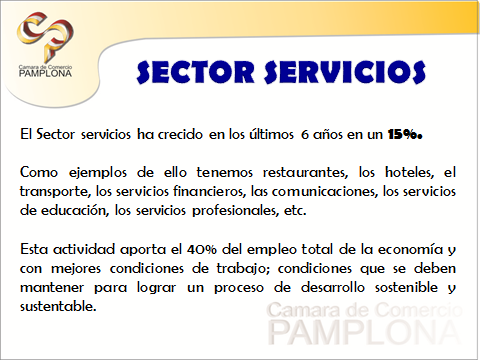 Camara de Comercio
PAMPLONA
SECTOR SERVICIOS
El Sector servicios ha crecido en los últimos 6 años en un 15%.
Como ejemplos de ello tenemos restaurantes, los hoteles, el
transporte, los servicios financieros, las comunicaciones, los servicios
de educación, los servicios profesionales, etc.
Esta actividad aporta el 40% del empleo total de la economía y
con mejores condiciones de trabajo; condiciones que se deben
mantener para lograr un proceso de desarrollo sostenible y
sustentable.
Camara de Comercio
PAMPLONA